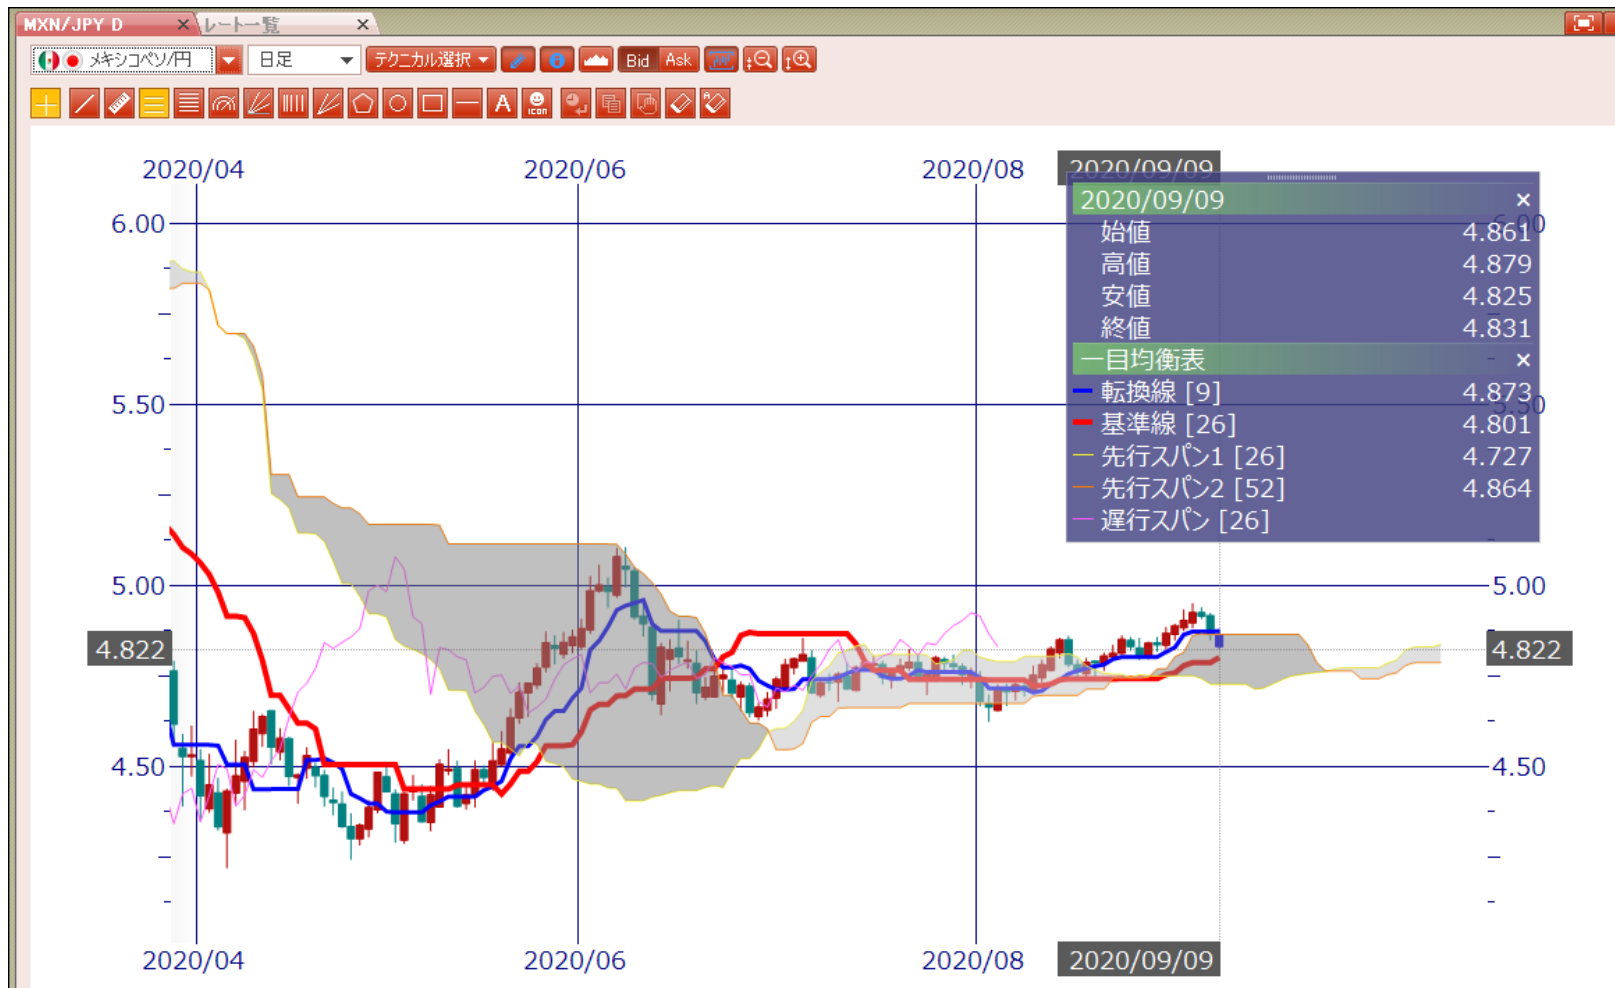 MXN/JPY D
レート一覧
メキシコペソ/円 日足 テクニカル選択 Bid Ask
A icon
2020/04 2020/06 2020/08 2020/09/09
2020/09/09
6.00
始値 4.861
高値 4.879
安値 4.825
終値 4.831
一目均衡表
転換線 [9] 4.873
5.50 5.50
基準線 [26] 4.801
先行スパン1 [26] 4.727
先行スパン2 [52] 4.864
遅行スパン [26]
5.00 5.00
4.822 4.822
4.50 4.50
2020/04 2020/06 2020/08 2020/09/09